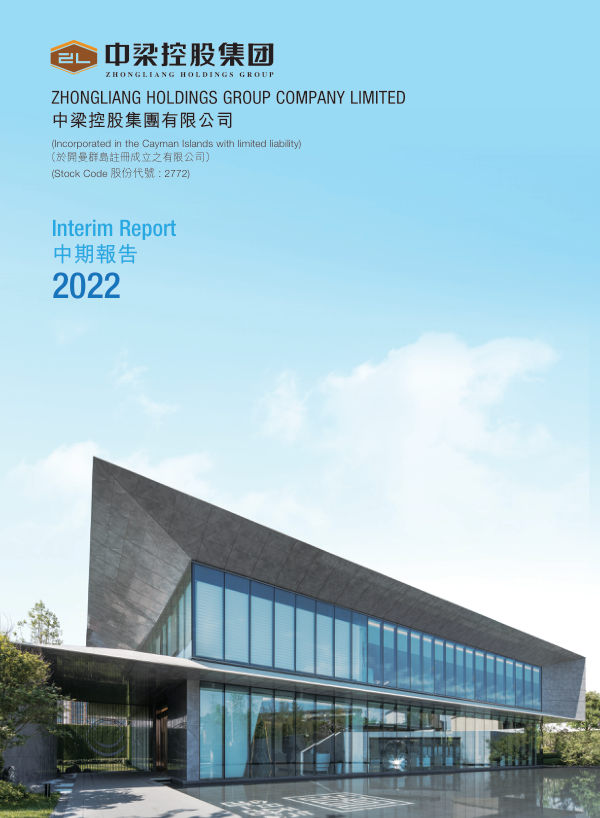 中梁控股集团
ZHONGLIANG HOLDINGS GROUP
ZHONGLIANG HOLDINGS GROUP COMPANY LIMITED
中梁控股集團有限公司
(Incorporated in the Cayman Islands with limited liability)
(於開曼群島註冊成立之有限公司)
(Stock Code 股份代號 : 2772)
Interim Report
中期報告
2022